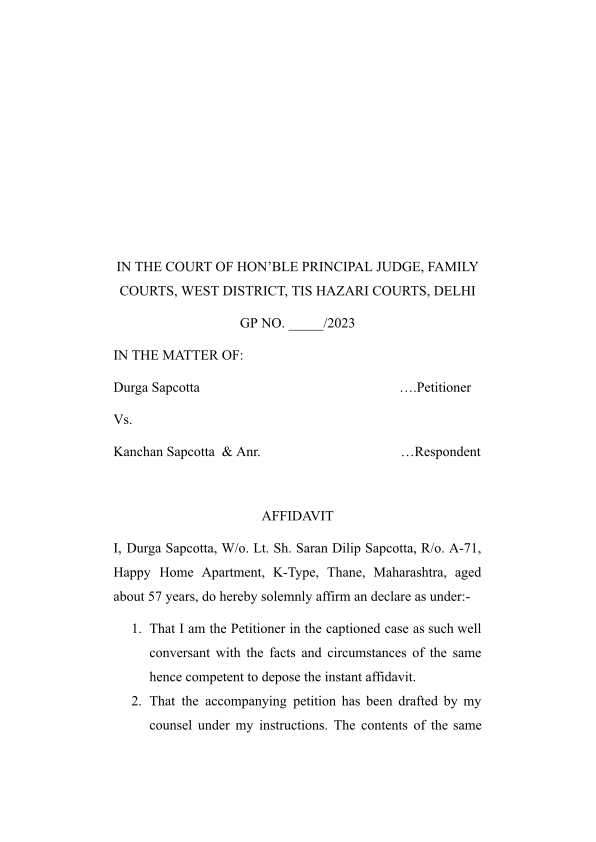 IN THE COURT OF HON’BLE PRINCIPAL JUDGE, FAMILY
COURTS, WEST DISTRICT, TIS HAZARI COURTS, DELHI
GP NO. _____/2023
IN THE MATTER OF:
Durga Sapcotta ….Petitioner
Vs.
Kanchan Sapcotta & Anr. …Respondent
AFFIDAVIT
I, Durga Sapcotta, W/o. Lt. Sh. Saran Dilip Sapcotta, R/o. A-71,
Happy Home Apartment, K-Type, Thane, Maharashtra, aged
about 57 years, do hereby solemnly affirm an declare as under:-
1. That I am the Petitioner in the captioned case as such well
conversant with the facts and circumstances of the same
hence competent to depose the instant affidavit.
2. That the accompanying petition has been drafted by my
counsel under my instructions. The contents of the same